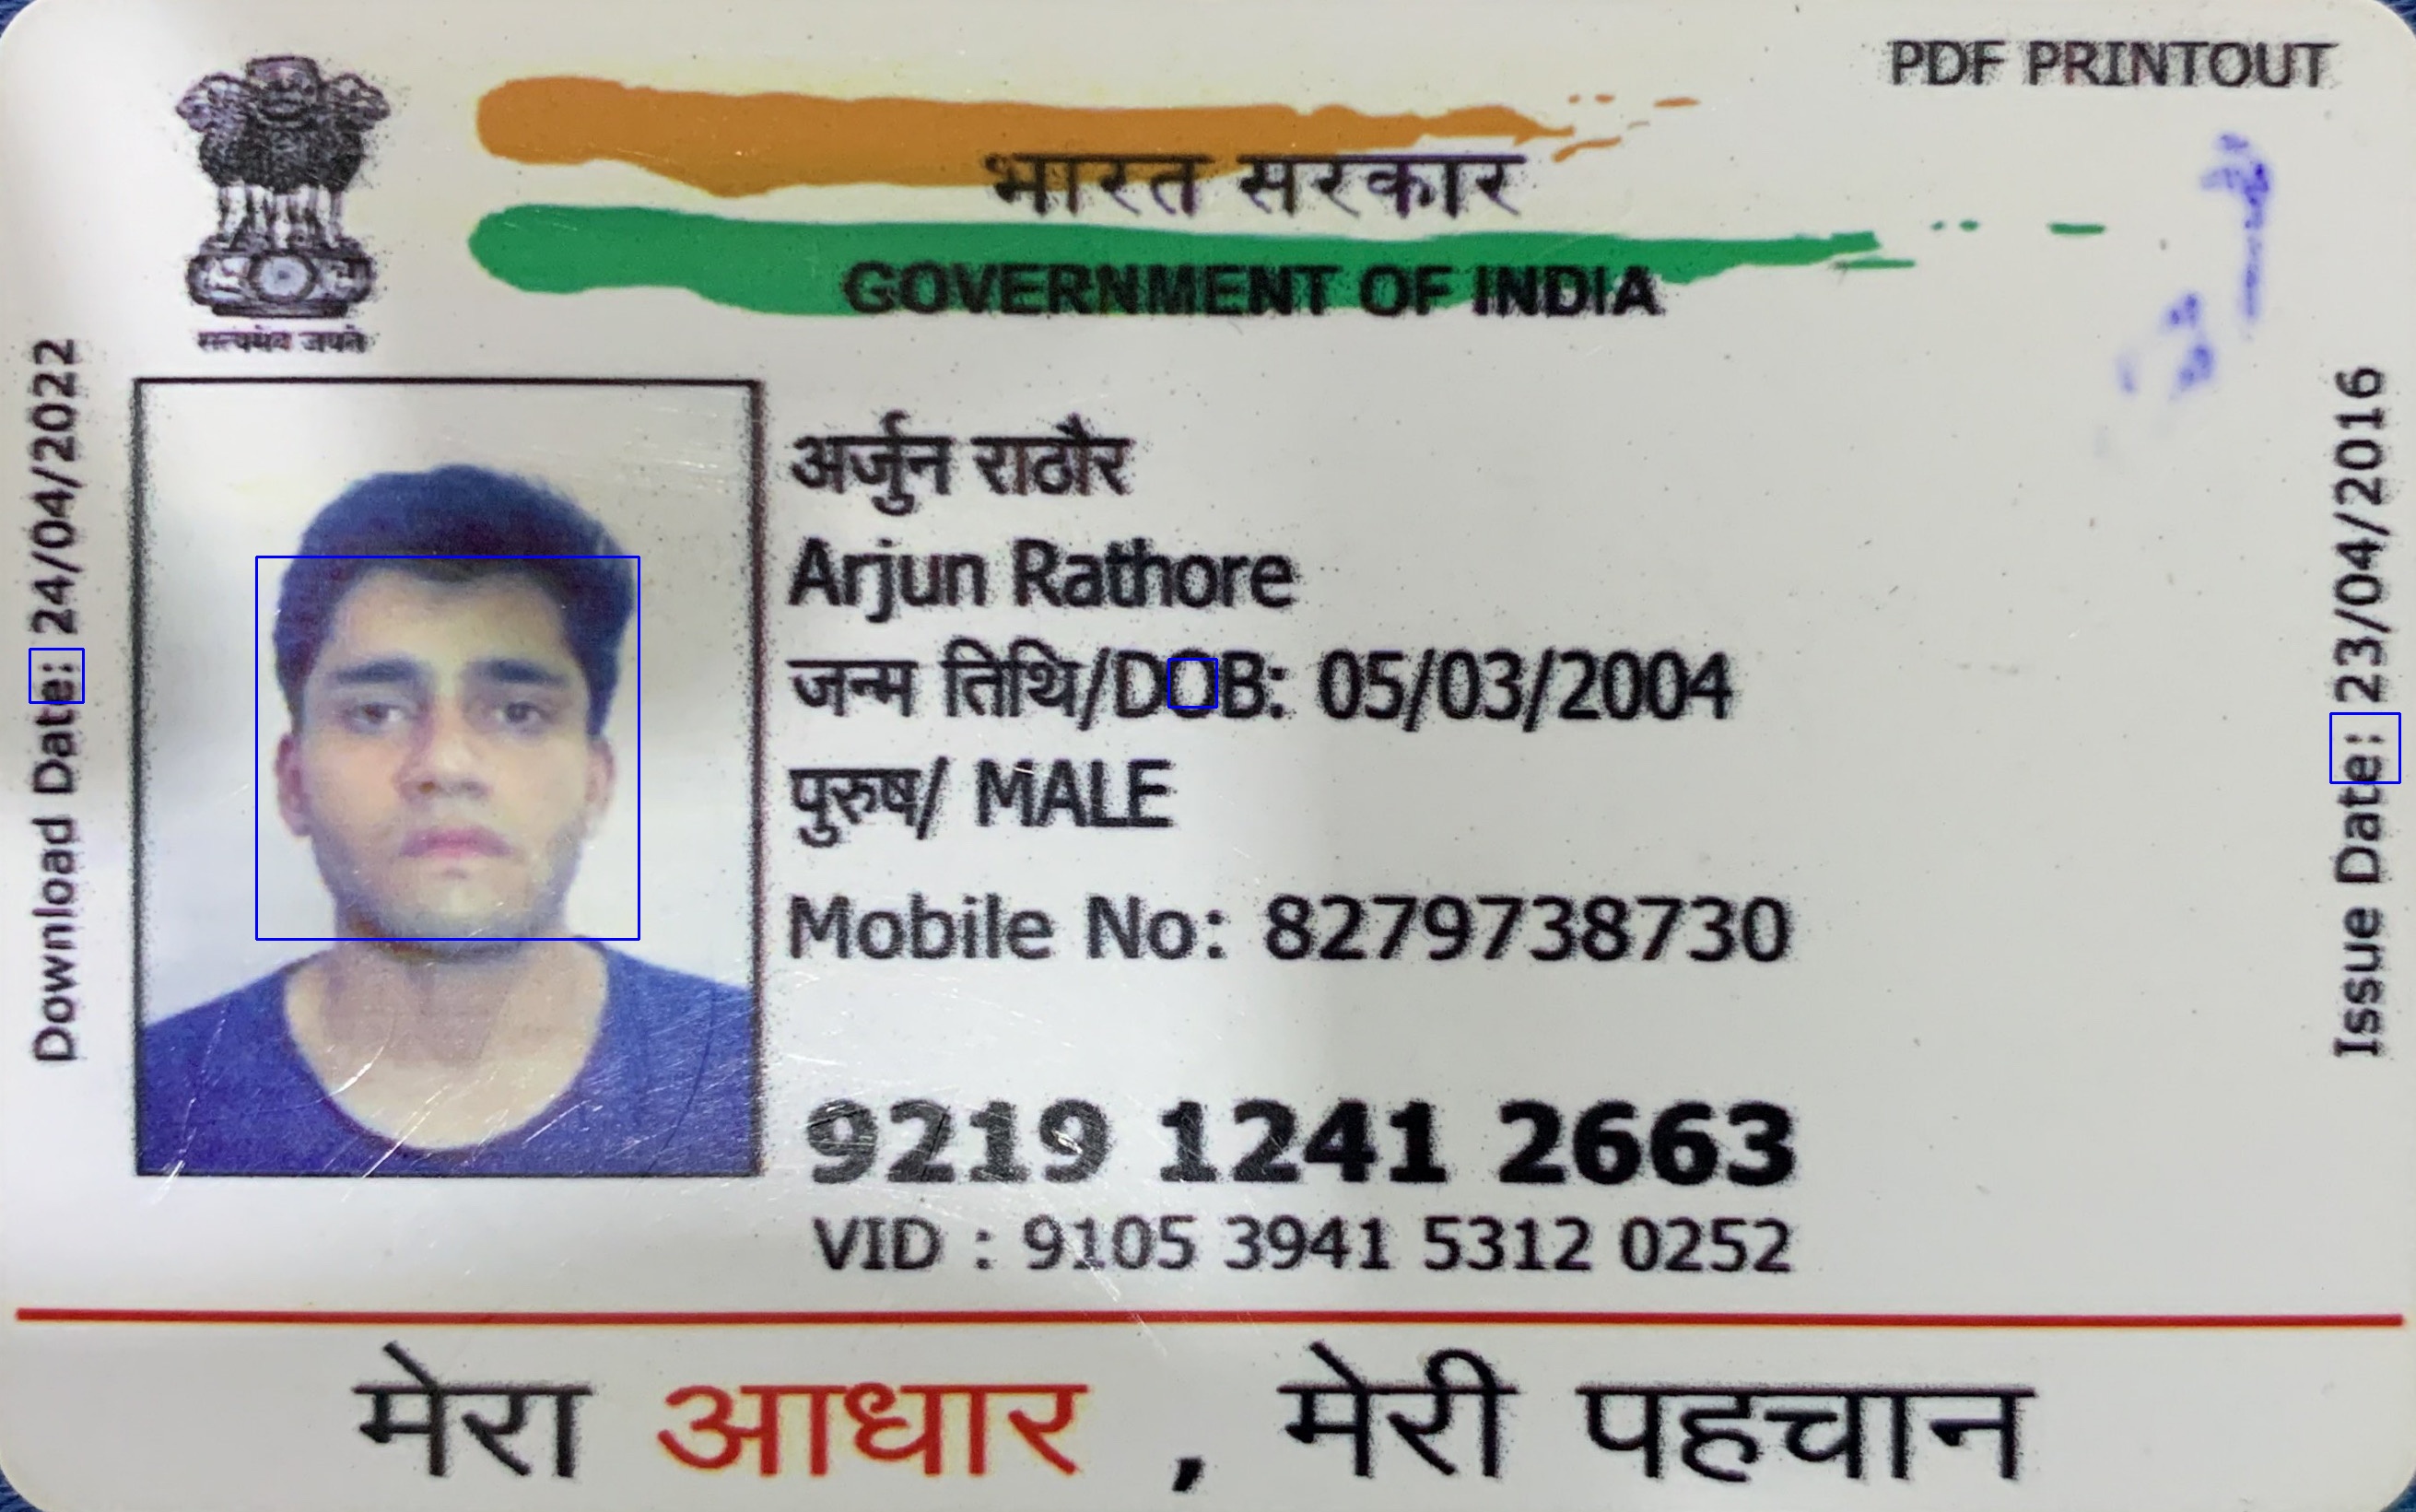 PDF PRINTOUT
भारत सरकार
GOVERNMENT OF INDIA
सत्यमेव जयते
Download Date: 24/04/2022
अर्जुन राठौर
Arjun Rathore
जन्म तिथि/DOB: 05/03/2004
पुरुष/ MALE
Mobile No: 8279738730
Issue Date: 23/04/2016
9219 1241 2663
VID : 9105 3941 5312 0252
मेरा आधार , मेरी पहचान